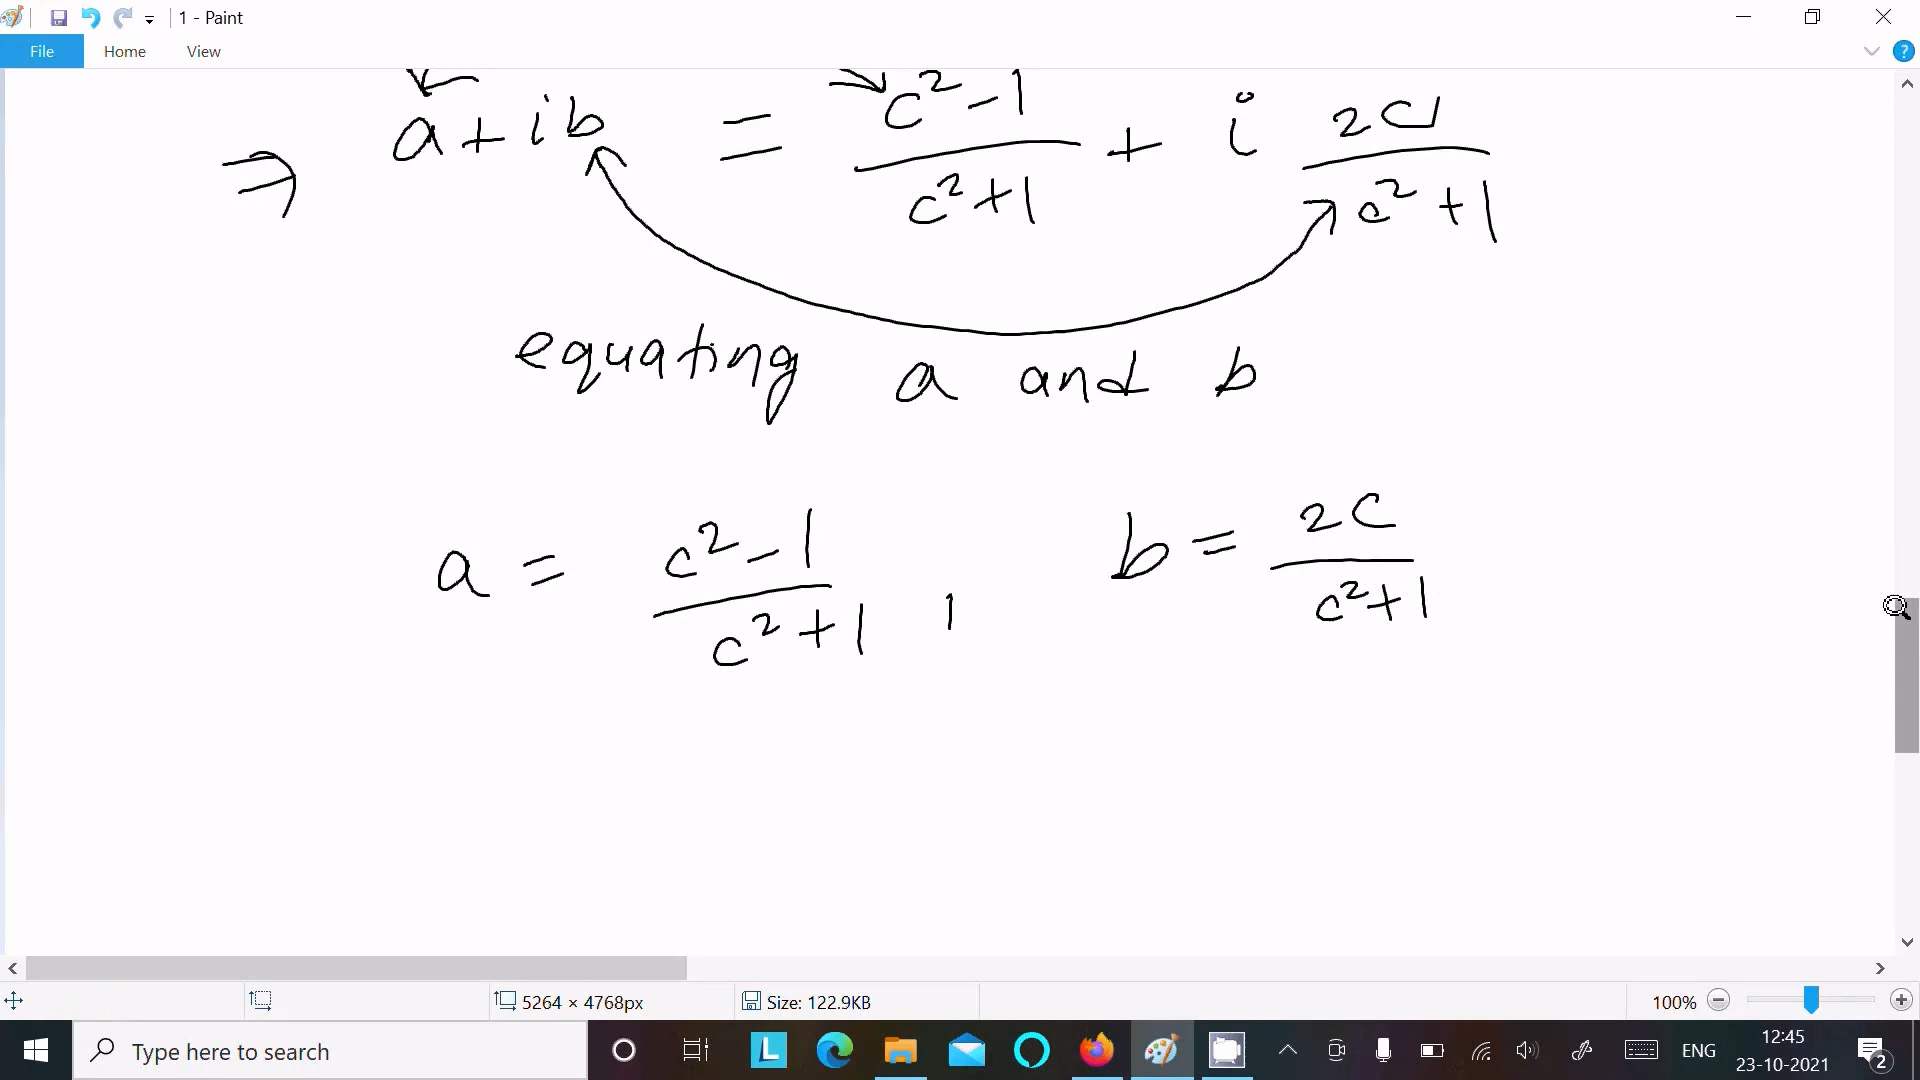 1 - Paint
File Home View
⇒ a + i b = c² - 1 / c² + 1 + i 2c / c² + 1
equating a and b
a = c² - 1 / c² + 1 , b = 2c / c² + 1
5264 × 4768px Size: 122.9KB 100%
Type here to search
L
ENG
12:45
23-10-2021
2